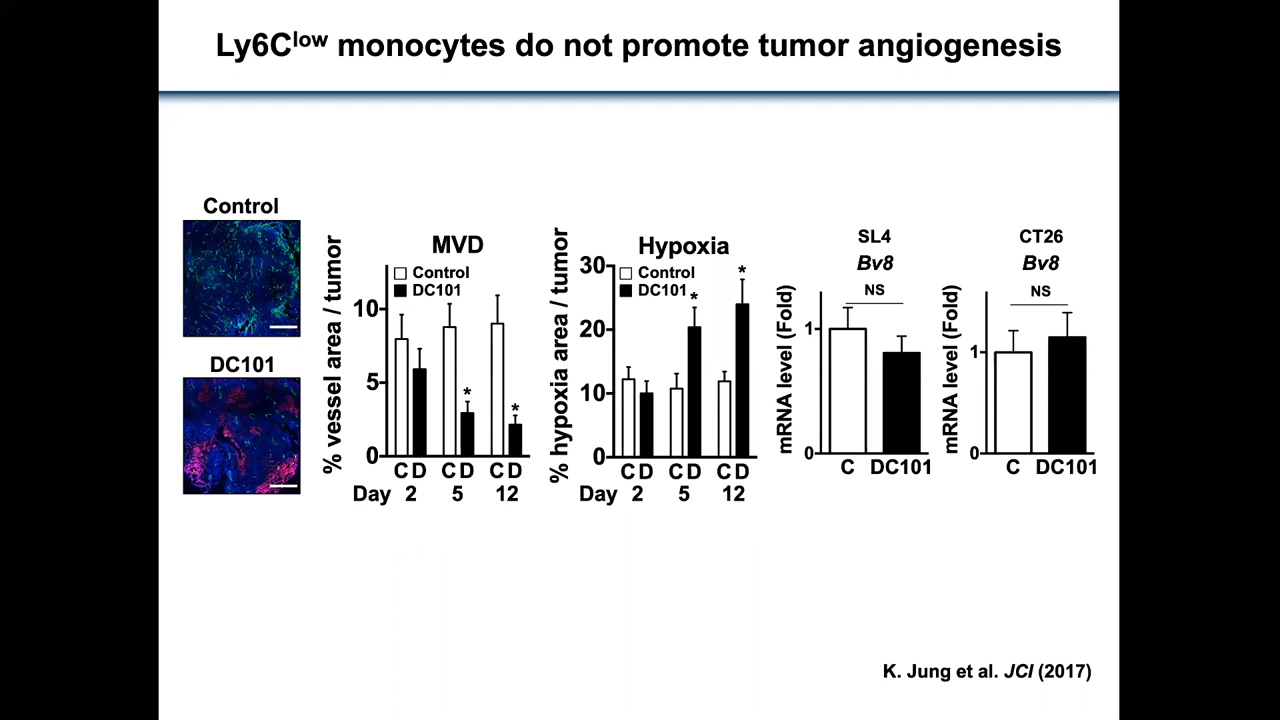 Ly6Clow monocytes do not promote tumor angiogenesis
Control
DC101
MVD
% vessel area / tumor
Control
DC101
10
5
0
*
*
C D C D C D
Day 2 5 12
Hypoxia
% hypoxia area / tumor
Control
DC101
30
20
10
0
*
*
C D C D C D
Day 2 5 12
SL4
Bv8
NS
mRNA level (Fold)
1
0
C DC101
CT26
Bv8
NS
mRNA level (Fold)
1
0
C DC101
K. Jung et al. JCI (2017)